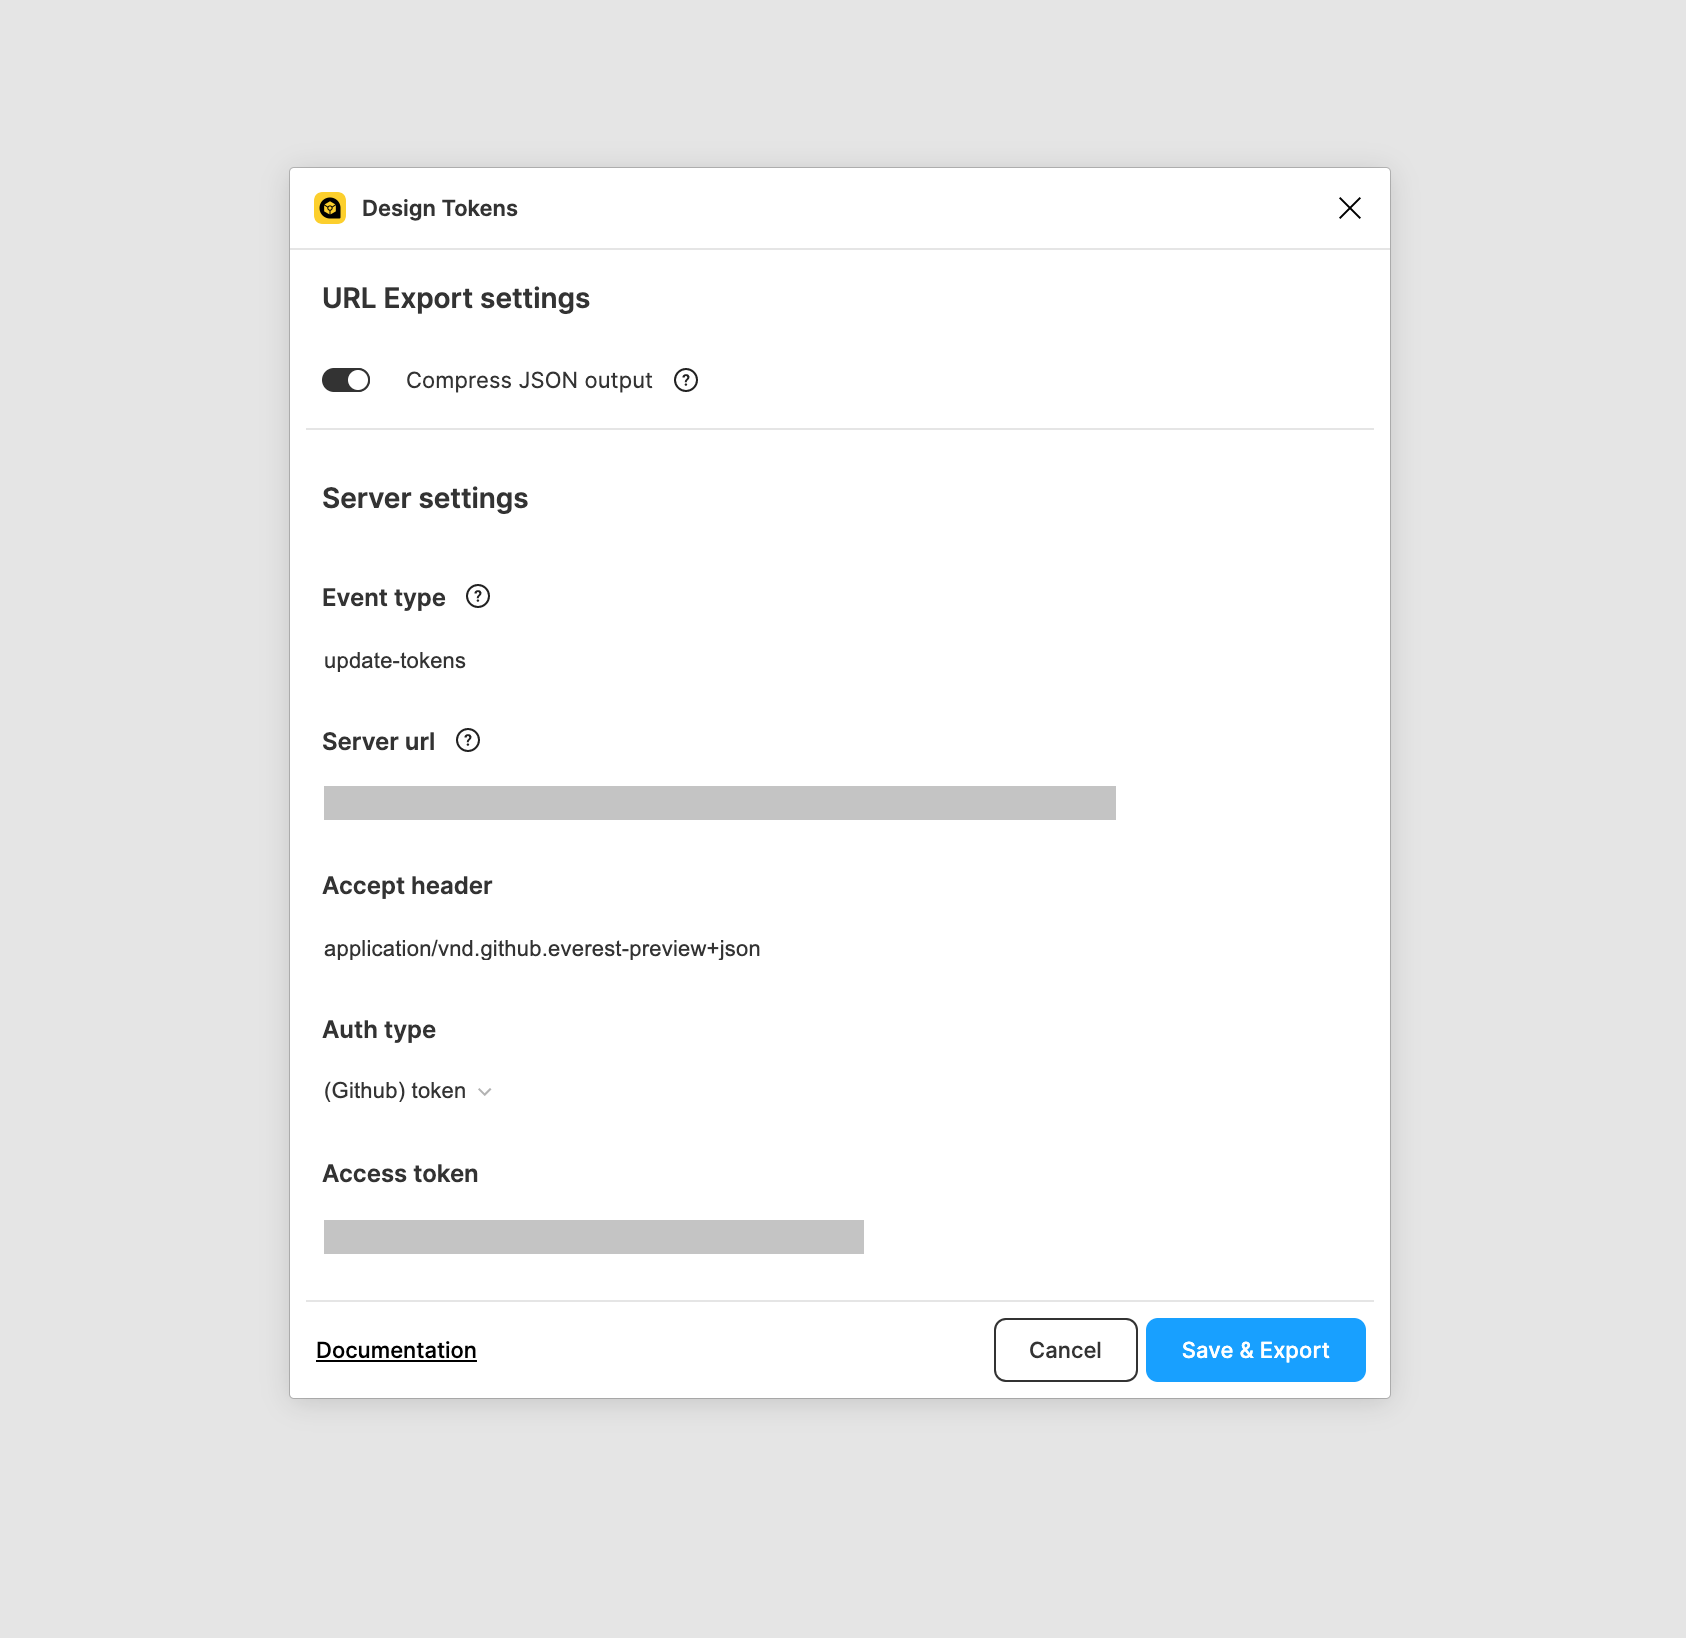 Design Tokens
URL Export settings
Compress JSON output
Server settings
Event type
update-tokens
Server url
Accept header
application/vnd.github.everest-preview+json
Auth type
(Github) token
Access token
Documentation
Cancel
Save & Export